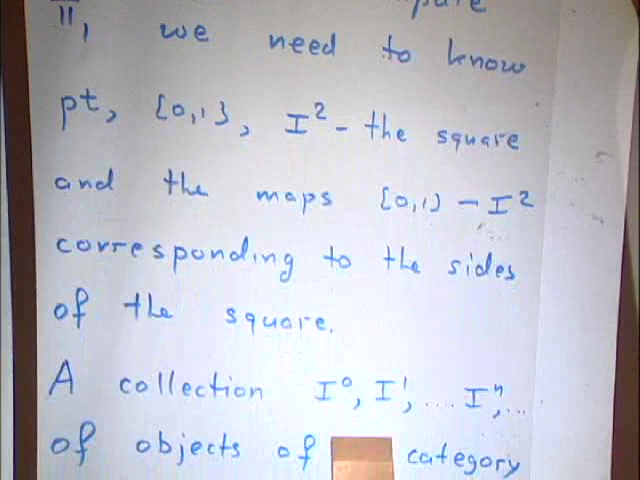 π, we need to know
pt, {0,1}, I² - the square
and the maps [0,1] - I²
corresponding to the sides
of the square.
A collection I⁰, I¹, .... Iⁿ, ...
of objects of category